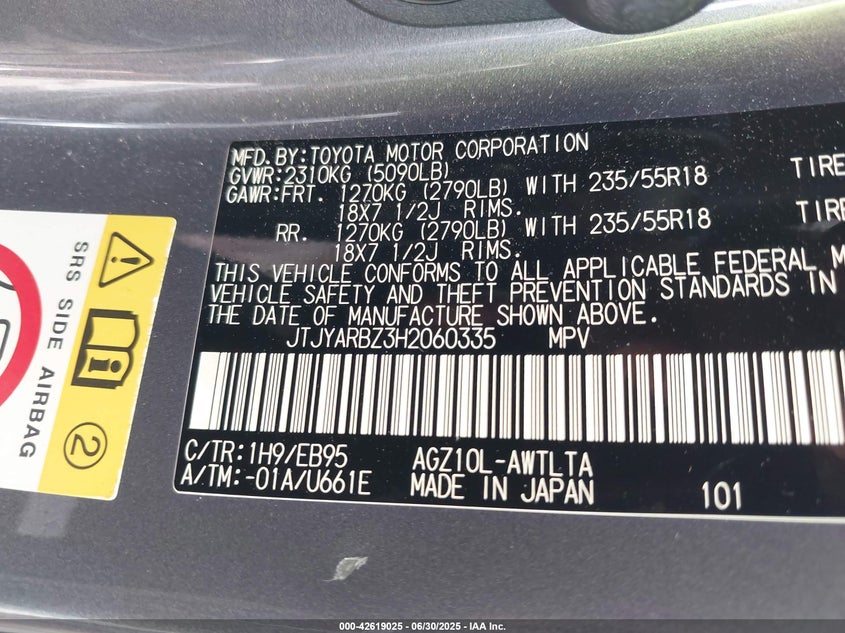 MFD. BY:TOYOTA MOTOR CORPORATION
GVWR:2310KG (5090LB)
GAWR:FRT. 1270KG (2790LB) WITH 235/55R18 TIRE
18X7 1/2J RIMS.
RR. 1270KG (2790LB) WITH 235/55R18 TIRE
18X7 1/2J RIMS.
THIS VEHICLE CONFORMS TO ALL APPLICABLE FEDERAL M
VEHICLE SAFETY AND THEFT PREVENTION STANDARDS IN
THE DATE OF MANUFACTURE SHOWN ABOVE.
JTJYARBZ3H2060335 MPV
C/TR:1H9/EB95 AGZ10L-AWTLTA
A/TM:-01A/U661E MADE IN JAPAN 101
SRS SIDE AIRBAG
2
000-42619025 - 06/30/2025 - IAA Inc.